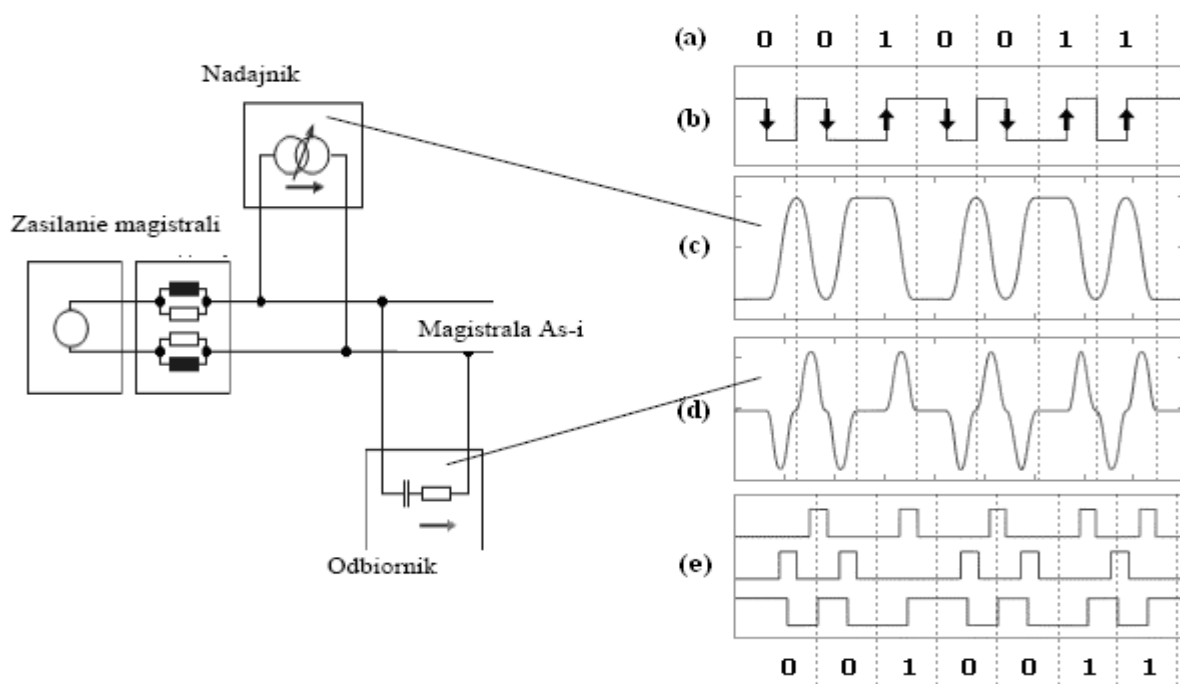 Nadajnik
Zasilanie magistrali
Magistrala As-i
Odbiornik
(a) 0 0 1 0 0 1 1
(b)
(c)
(d)
(e)
0 0 1 0 0 1 1